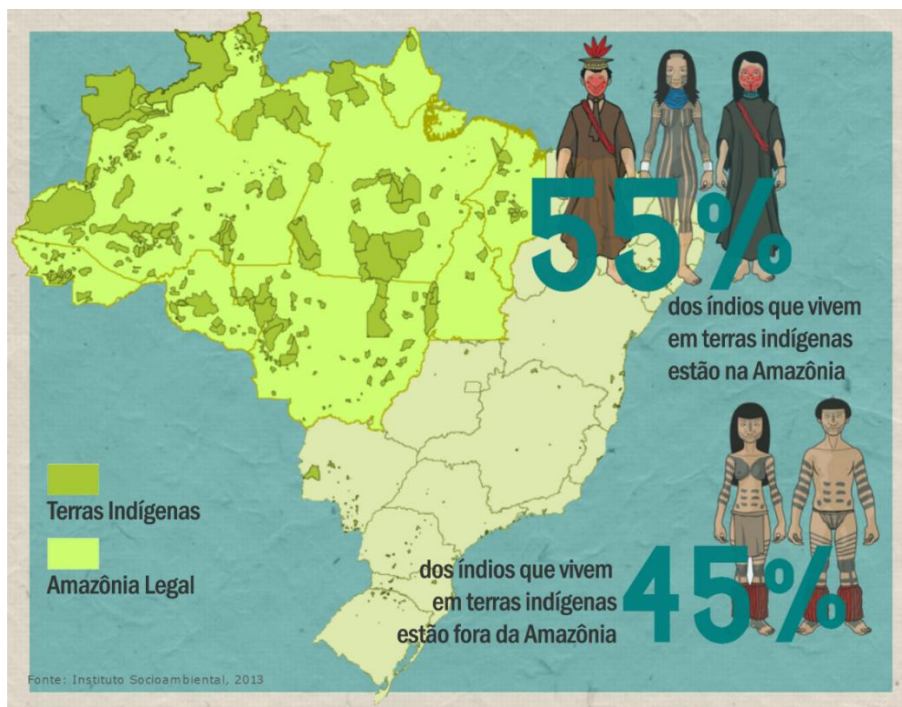 55%
dos índios que vivem
em terras indígenas
estão na Amazônia
Terras Indígenas
Amazônia Legal
dos índios que vivem
em terras indígenas
estão fora da Amazônia
45%
Fonte: Instituto Socioambiental, 2013